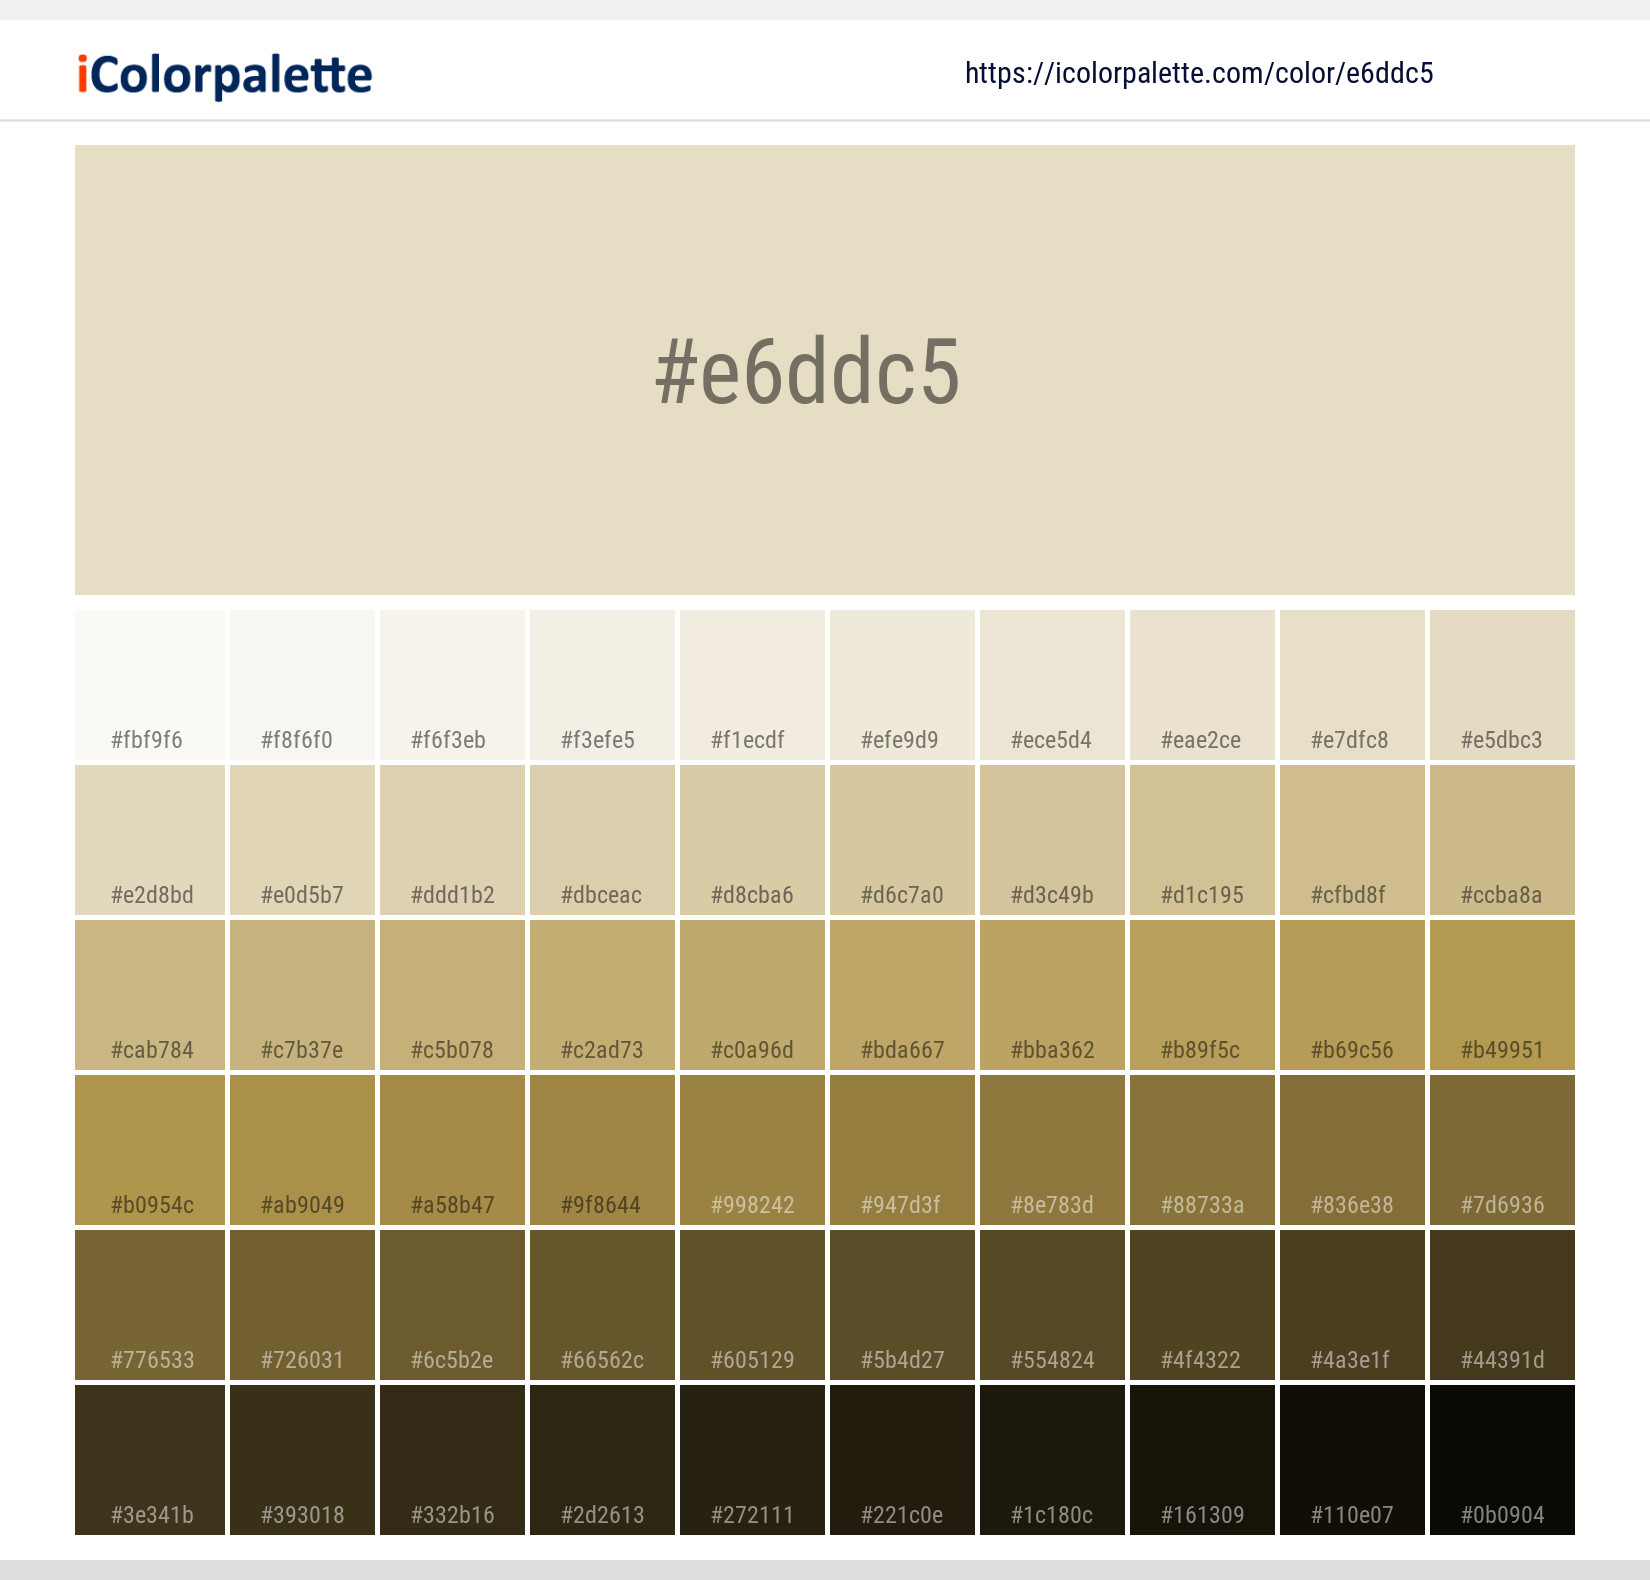 iColorpalette
https://icolorpalette.com/color/e6ddc5
#e6ddc5
#fbf9f6 #f8f6f0 #f6f3eb #f3efe5 #f1ecdf #efe9d9 #ece5d4 #eae2ce #e7dfc8 #e5dbc3
#e2d8bd #e0d5b7 #ddd1b2 #dbceac #d8cba6 #d6c7a0 #d3c49b #d1c195 #cfbd8f #ccba8a
#cab784 #c7b37e #c5b078 #c2ad73 #c0a96d #bda667 #bba362 #b89f5c #b69c56 #b49951
#b0954c #ab9049 #a58b47 #9f8644 #998242 #947d3f #8e783d #88733a #836e38 #7d6936
#776533 #726031 #6c5b2e #66562c #605129 #5b4d27 #554824 #4f4322 #4a3e1f #44391d
#3e341b #393018 #332b16 #2d2613 #272111 #221c0e #1c180c #161309 #110e07 #0b0904